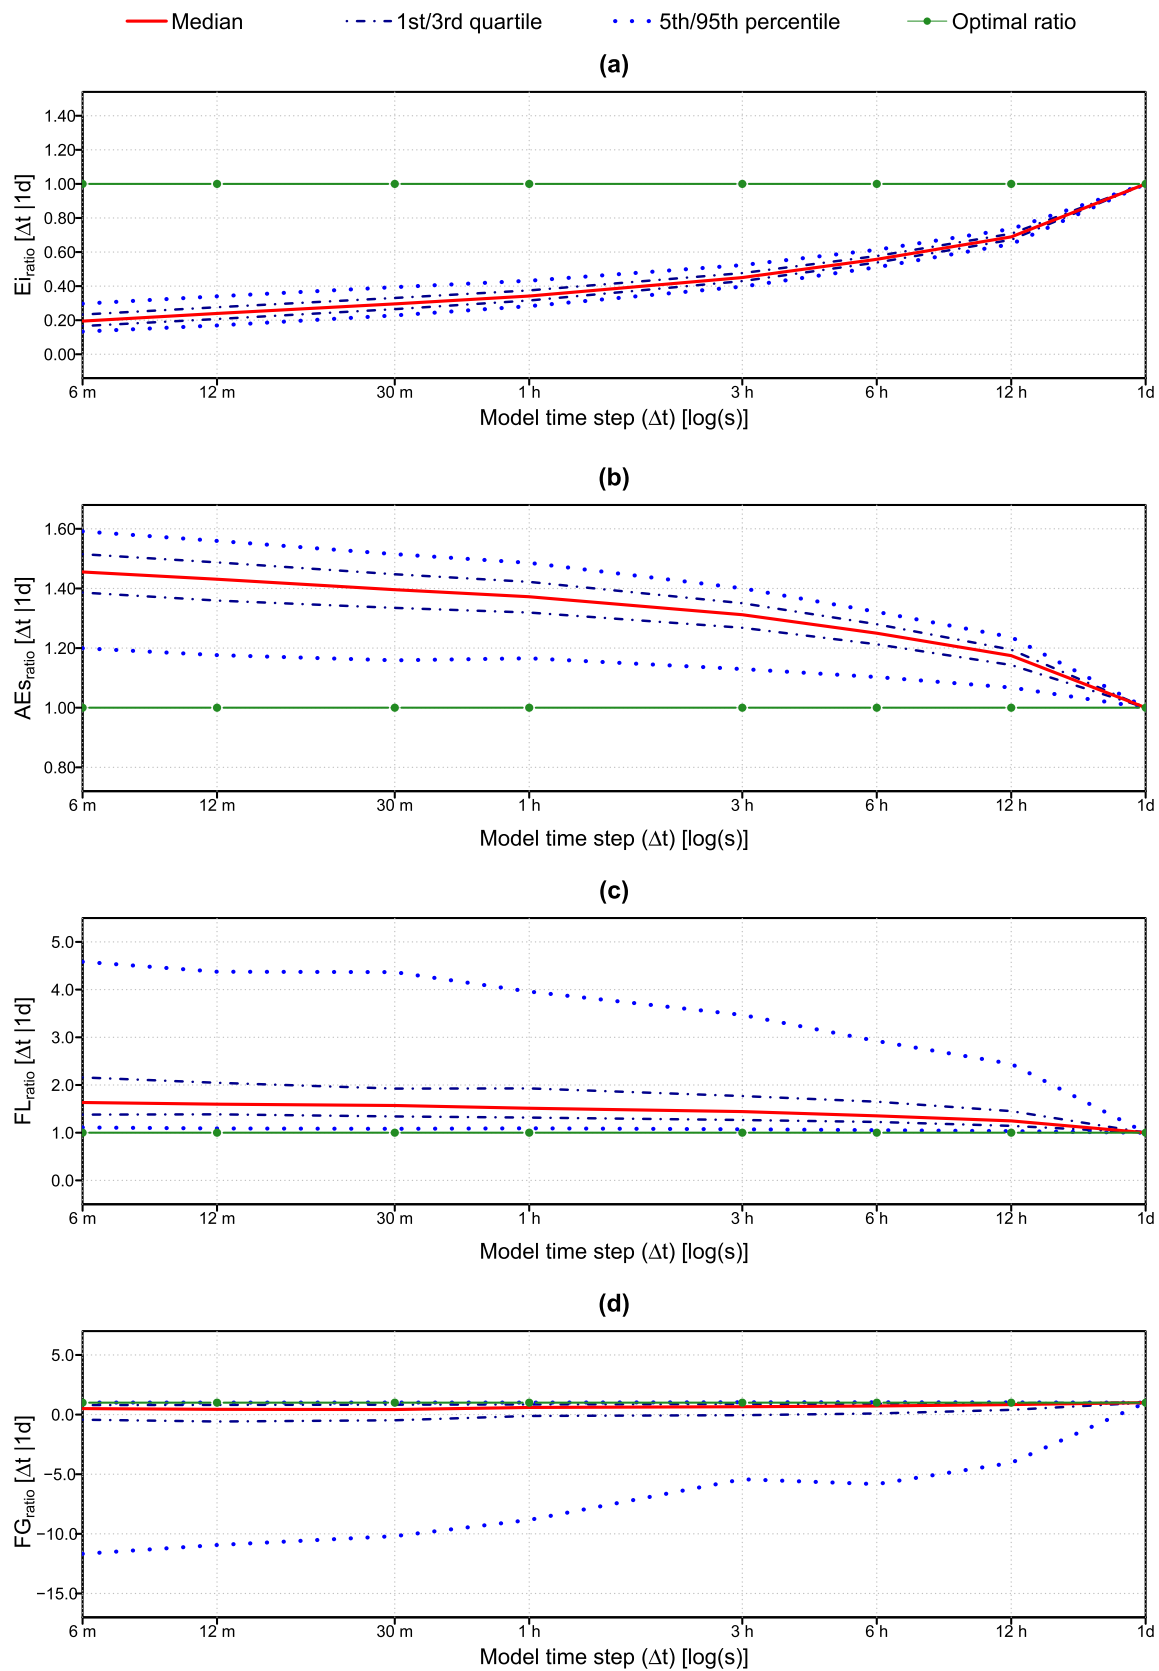 Median 1st/3rd quartile 5th/95th percentile Optimal ratio
(a)
Ei_ratio [Δt |1d]
1.40
1.20
1.00
0.80
0.60
0.40
0.20
0.00
6 m 12 m 30 m 1 h 3 h 6 h 12 h 1d
Model time step (Δt) [log(s)]
(b)
AEs_ratio [Δt |1d]
1.60
1.40
1.20
1.00
0.80
6 m 12 m 30 m 1 h 3 h 6 h 12 h 1d
Model time step (Δt) [log(s)]
(c)
FL_ratio [Δt |1d]
5.0
4.0
3.0
2.0
1.0
0.0
6 m 12 m 30 m 1 h 3 h 6 h 12 h 1d
Model time step (Δt) [log(s)]
(d)
FG_ratio [Δt |1d]
5.0
0.0
−5.0
−10.0
−15.0
6 m 12 m 30 m 1 h 3 h 6 h 12 h 1d
Model time step (Δt) [log(s)]